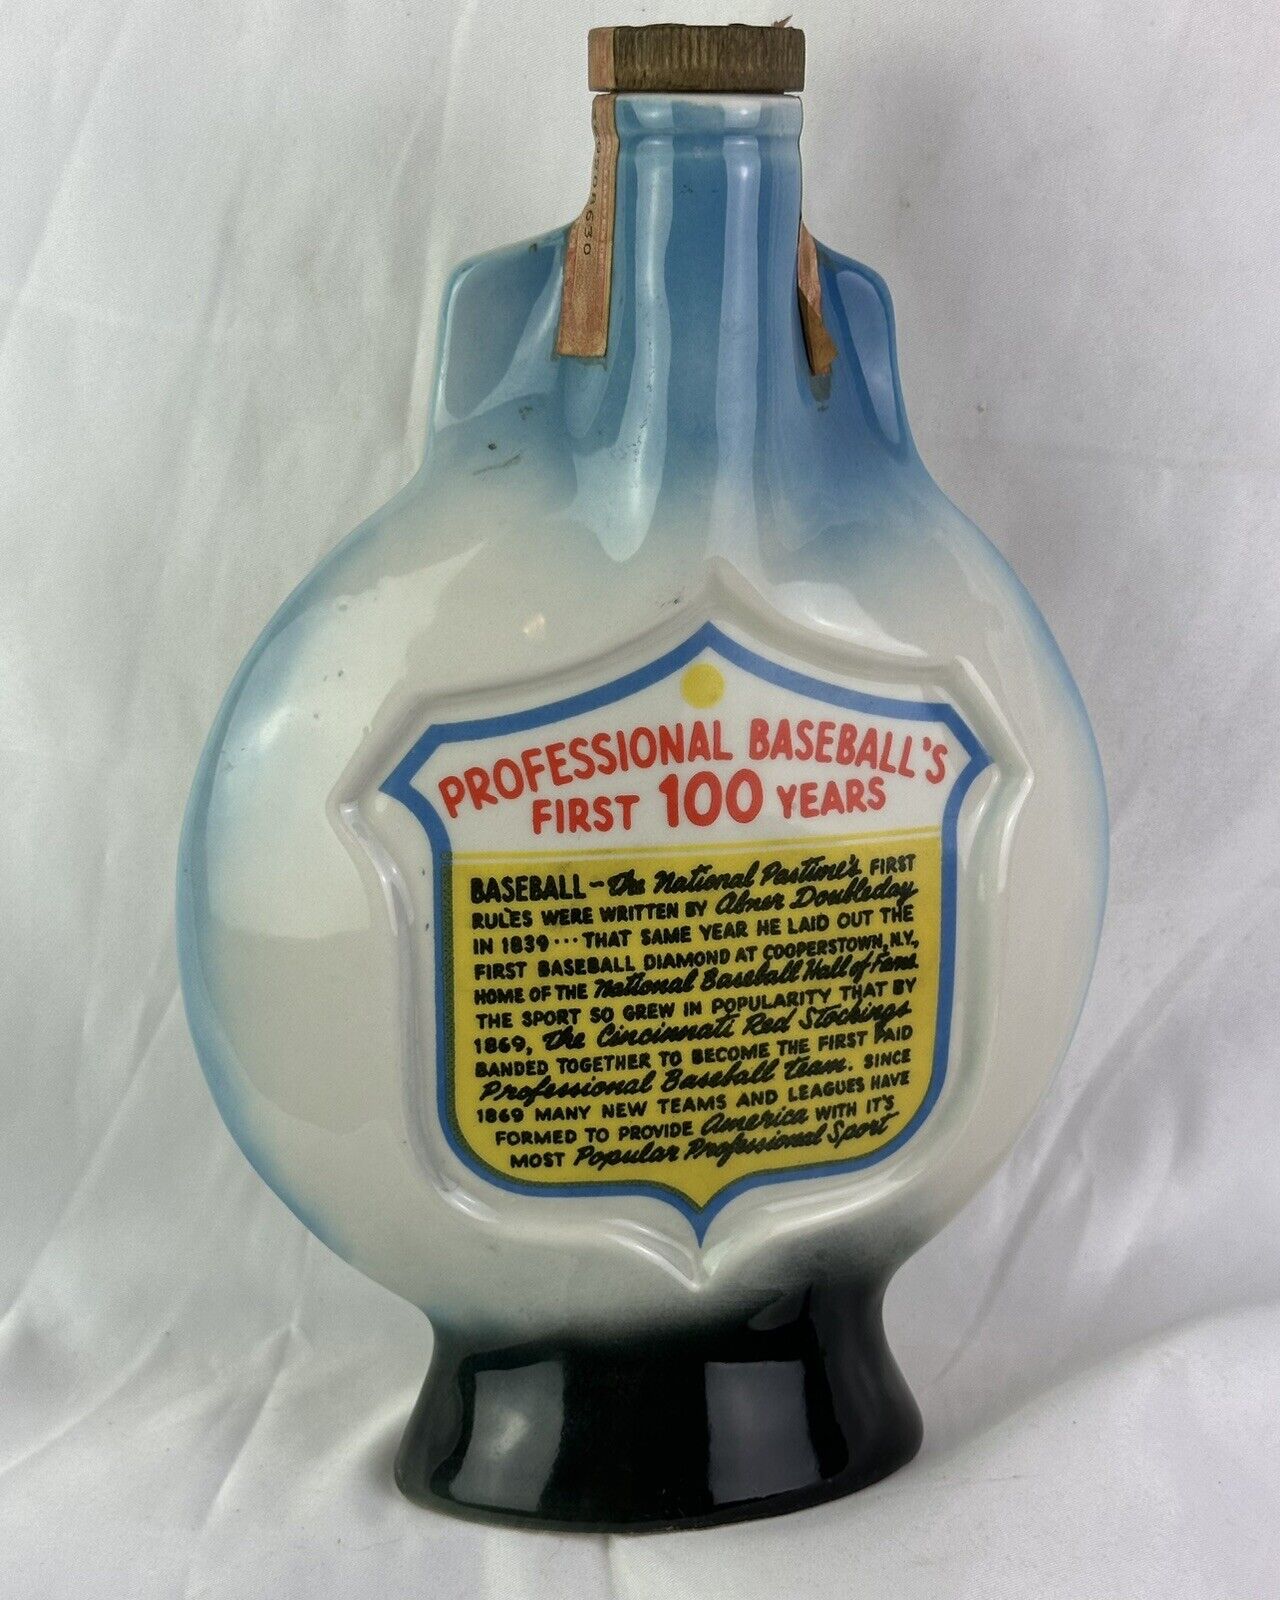 PROFESSIONAL BASEBALL'S
FIRST 100 YEARS
BASEBALL - the National Pastime's FIRST
RULES WERE WRITTEN BY Abner Doubleday
IN 1839 ··· THAT SAME YEAR HE LAID OUT THE
FIRST BASEBALL DIAMOND AT COOPERSTOWN, N.Y.,
HOME OF THE National Baseball Hall of Fame
THE SPORT SO GREW IN POPULARITY THAT BY
1869, the Cincinnati Red Stockings
BANDED TOGETHER TO BECOME THE FIRST PAID
Professional Baseball team. SINCE
1869 MANY NEW TEAMS AND LEAGUES HAVE
FORMED TO PROVIDE America WITH IT'S
MOST Popular Professional Sport